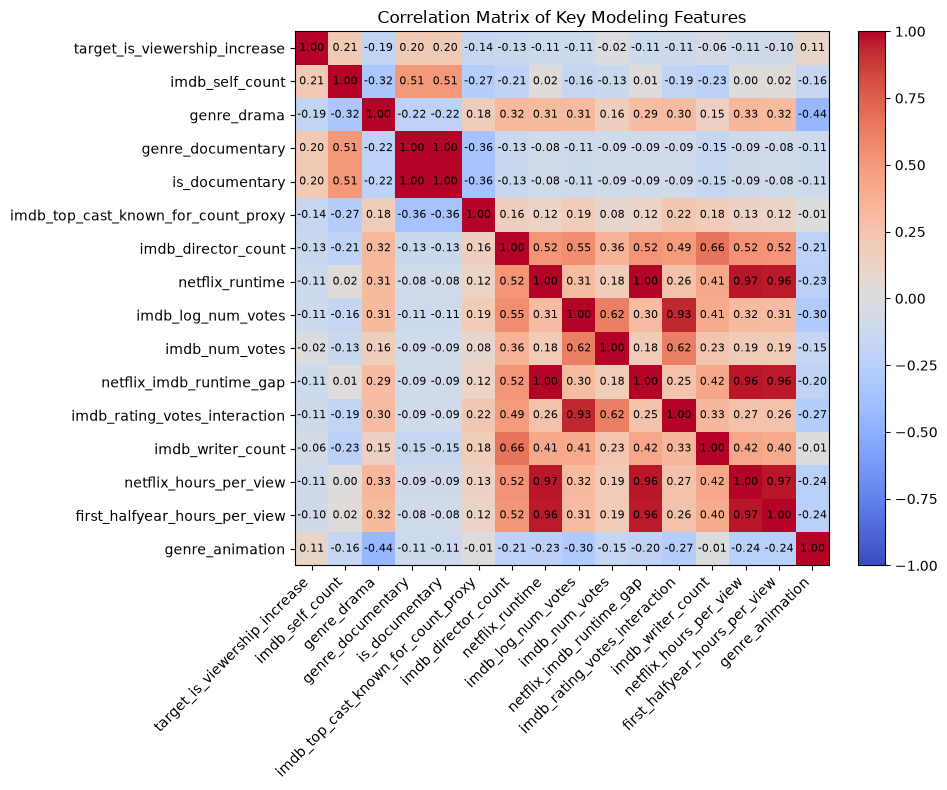 Correlation Matrix of Key Modeling Features
target_is_viewership_increase 1.00 0.21 -0.19 0.20 0.20 -0.14 -0.13 -0.11 -0.11 -0.02 -0.11 -0.11 -0.06 -0.11 -0.10 0.11
imdb_self_count 0.21 1.00 -0.32 0.51 0.51 -0.27 -0.21 0.02 -0.16 -0.13 0.01 -0.19 -0.23 0.00 0.02 -0.16
genre_drama -0.19 -0.32 1.00 -0.22 -0.22 0.18 0.32 0.31 0.31 0.16 0.29 0.30 0.15 0.33 0.32 -0.44
genre_documentary 0.20 0.51 -0.22 1.00 1.00 -0.36 -0.13 -0.08 -0.11 -0.09 -0.09 -0.09 -0.15 -0.09 -0.08 -0.11
is_documentary 0.20 0.51 -0.22 1.00 1.00 -0.36 -0.13 -0.08 -0.11 -0.09 -0.09 -0.09 -0.15 -0.09 -0.08 -0.11
imdb_top_cast_known_for_count_proxy -0.14 -0.27 0.18 -0.36 -0.36 1.00 0.16 0.12 0.19 0.08 0.12 0.22 0.18 0.13 0.12 -0.01
imdb_director_count -0.13 -0.21 0.32 -0.13 -0.13 0.16 1.00 0.52 0.55 0.36 0.52 0.49 0.66 0.52 0.52 -0.21
netflix_runtime -0.11 0.02 0.31 -0.08 -0.08 0.12 0.52 1.00 0.31 0.18 1.00 0.26 0.41 0.97 0.96 -0.23
imdb_log_num_votes -0.11 -0.16 0.31 -0.11 -0.11 0.19 0.55 0.31 1.00 0.62 0.30 0.93 0.41 0.32 0.31 -0.30
imdb_num_votes -0.02 -0.13 0.16 -0.09 -0.09 0.08 0.36 0.18 0.62 1.00 0.18 0.62 0.23 0.19 0.19 -0.15
netflix_imdb_runtime_gap -0.11 0.01 0.29 -0.09 -0.09 0.12 0.52 1.00 0.30 0.18 1.00 0.25 0.42 0.96 0.96 -0.20
imdb_rating_votes_interaction -0.11 -0.19 0.30 -0.09 -0.09 0.22 0.49 0.26 0.93 0.62 0.25 1.00 0.33 0.27 0.26 -0.27
imdb_writer_count -0.06 -0.23 0.15 -0.15 -0.15 0.18 0.66 0.41 0.41 0.23 0.42 0.33 1.00 0.42 0.40 -0.01
netflix_hours_per_view -0.11 0.00 0.33 -0.09 -0.09 0.13 0.52 0.97 0.32 0.19 0.96 0.27 0.42 1.00 0.97 -0.24
first_halfyear_hours_per_view -0.10 0.02 0.32 -0.08 -0.08 0.12 0.52 0.96 0.31 0.19 0.96 0.26 0.40 0.97 1.00 -0.24
genre_animation 0.11 -0.16 -0.44 -0.11 -0.11 -0.01 -0.21 -0.23 -0.30 -0.15 -0.20 -0.27 -0.01 -0.24 -0.24 1.00
target_is_viewership_increase
imdb_self_count
genre_drama
genre_documentary
is_documentary
imdb_top_cast_known_for_count_proxy
imdb_director_count
netflix_runtime
imdb_log_num_votes
imdb_num_votes
netflix_imdb_runtime_gap
imdb_rating_votes_interaction
imdb_writer_count
netflix_hours_per_view
first_halfyear_hours_per_view
genre_animation
1.00
0.75
0.50
0.25
0.00
−0.25
−0.50
−0.75
−1.00